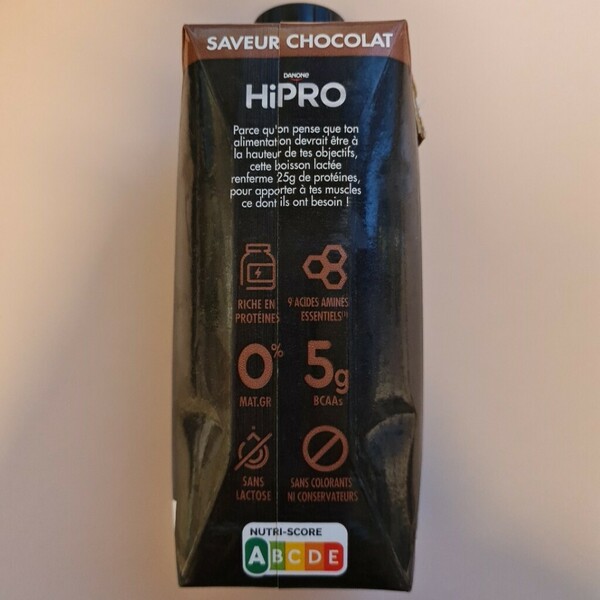 SAVEUR CHOCOLAT
DANONE
HiPRO
Parce qu'on pense que ton
alimentation devrait être à
la hauteur de tes objectifs,
cette boisson lactée
renferme 25g de protéines,
pour apporter à tes muscles
ce dont ils ont besoin !
RICHE EN
PROTÉINES
9 ACIDES AMINÉS
ESSENTIELS(1)
0%
MAT.GR
5g
BCAAs
SANS
LACTOSE
SANS COLORANTS
NI CONSERVATEURS
NUTRI-SCORE
A B C D E